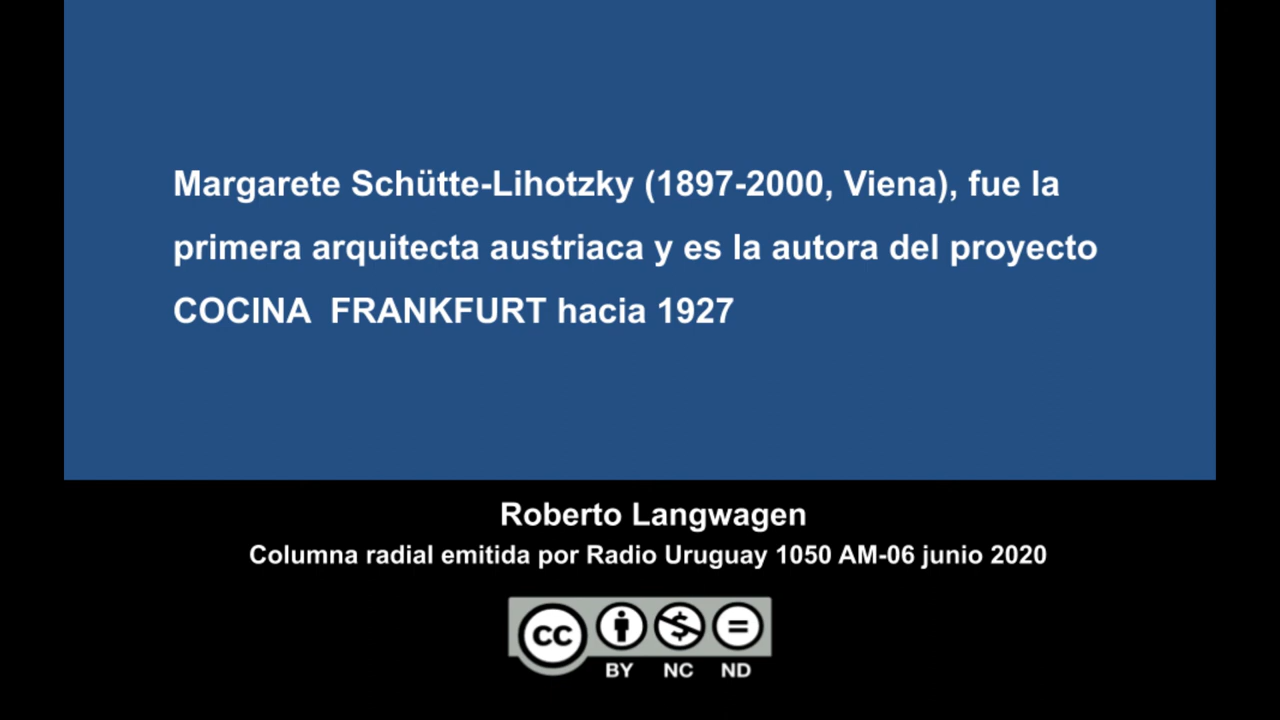 Margarete Schütte-Lihotzky (1897-2000, Viena), fue la
primera arquitecta austriaca y es la autora del proyecto
COCINA  FRANKFURT hacia 1927
Roberto Langwagen
Columna radial emitida por Radio Uruguay 1050 AM-06 junio 2020
cc
BY NC ND